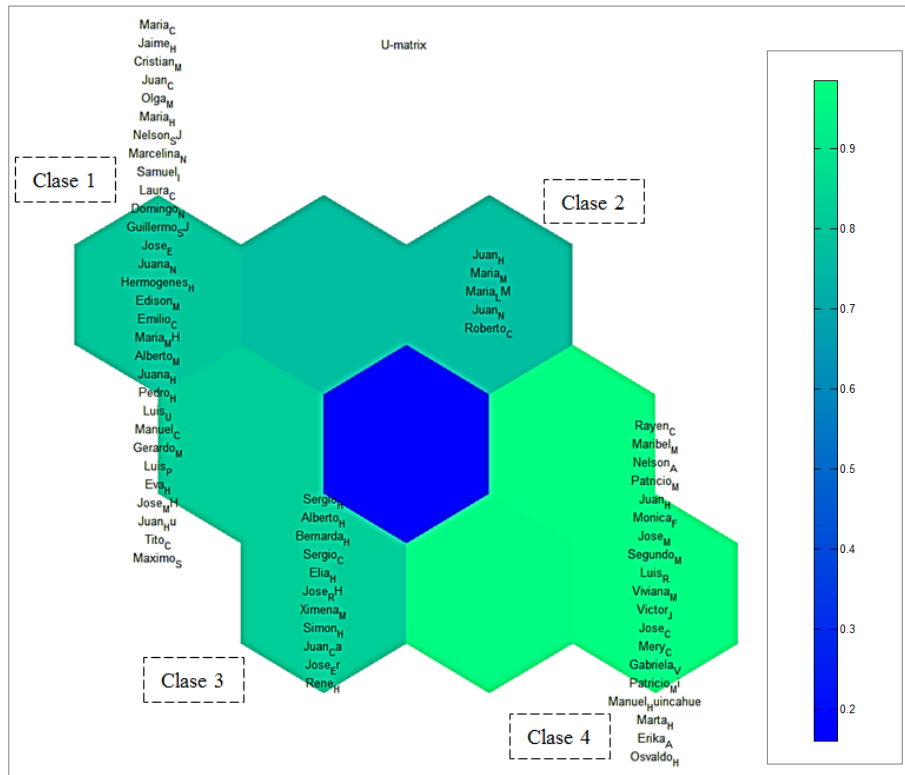 U-matrix
Clase 1
Maria_C
Jaime_H
Cristian_M
Juan_C
Olga_M
Maria_H
Nelson_SJ
Marcelina_N
Samuel_I
Laura_C
Domingo_N
Guillermo_SJ
Jose_E
Juana_N
Hermogenes_H
Edison_M
Emilio_C
Maria_MH
Alberto_M
Juana_H
Pedro_H
Luis_U
Manuel_C
Gerardo_M
Luis_P
Eva_H
Jose_MH
Juan_Hu
Tito_C
Maximo_S
Clase 2
Juan_H
Maria_M
Maria_LM
Juan_N
Roberto_C
Clase 3
Sergio_H
Alberto_H
Bernarda_H
Sergio_C
Elia_H
Jose_RH
Ximena_M
Simon_H
Juan_Ca
Jose_Er
Rene_H
Clase 4
Rayen_C
Maribel_M
Nelson_A
Patricio_M
Juan_H
Monica_F
Jose_M
Segundo_M
Luis_R
Viviana_M
Victor_J
Jose_C
Mery_C
Gabriela_V
Patricio_Mi
Manuel_Huincahue
Marta_H
Erika_A
Osvaldo_H
0.9
0.8
0.7
0.6
0.5
0.4
0.3
0.2